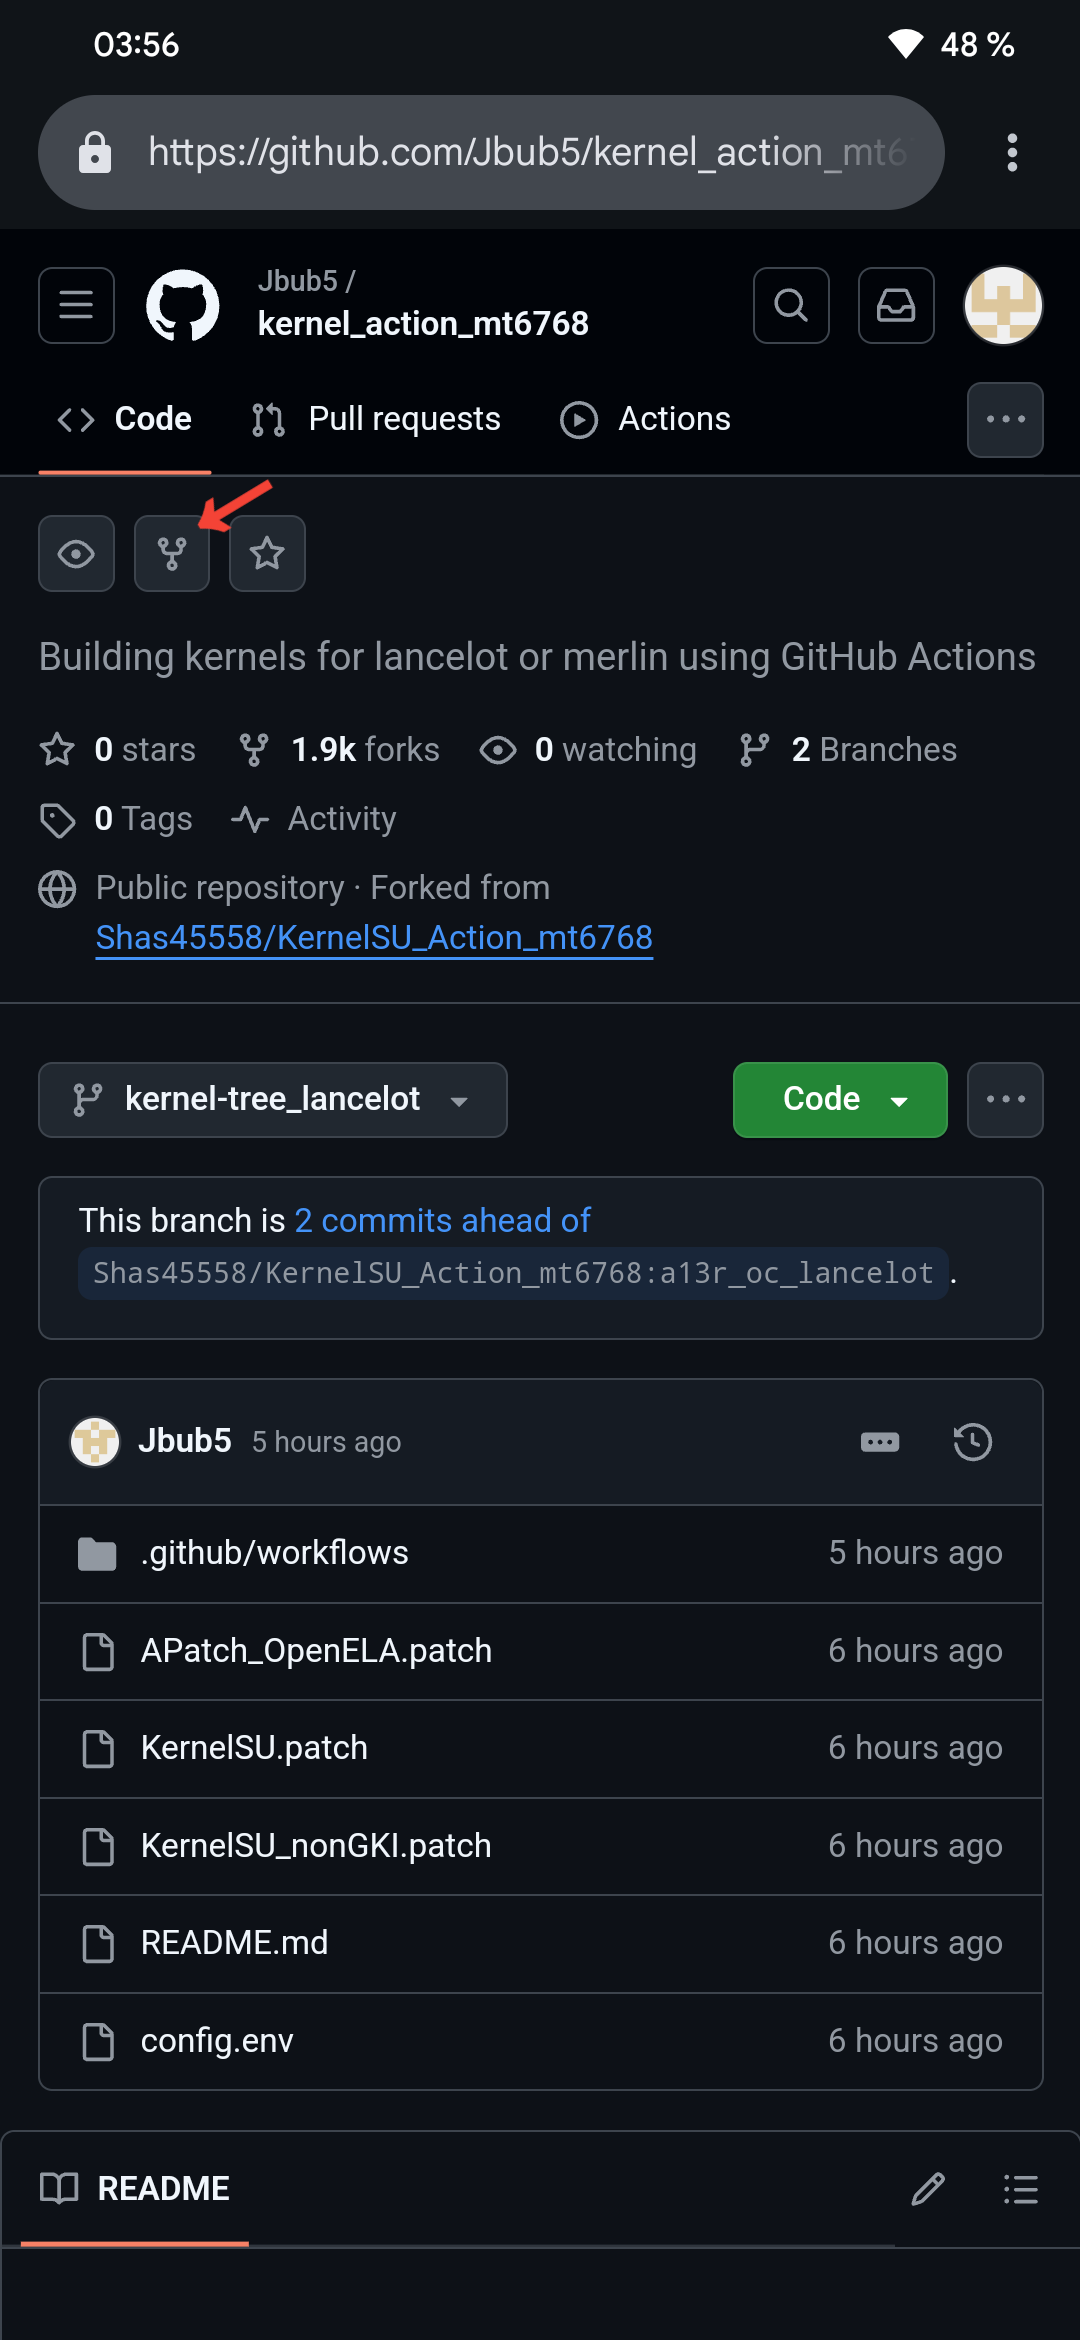 03:56
48 %
https://github.com/Jbub5/kernel_action_mt6
Jbub5 /
kernel_action_mt6768
Code
Pull requests
Actions
Building kernels for lancelot or merlin using GitHub Actions
0 stars
1.9k forks
0 watching
2 Branches
0 Tags
Activity
Public repository · Forked from
Shas45558/KernelSU_Action_mt6768
kernel-tree_lancelot
Code
This branch is 2 commits ahead of
Shas45558/KernelSU_Action_mt6768:a13r_oc_lancelot .
Jbub5 5 hours ago
.github/workflows 5 hours ago
APatch_OpenELA.patch 6 hours ago
KernelSU.patch 6 hours ago
KernelSU_nonGKI.patch 6 hours ago
README.md 6 hours ago
config.env 6 hours ago
README